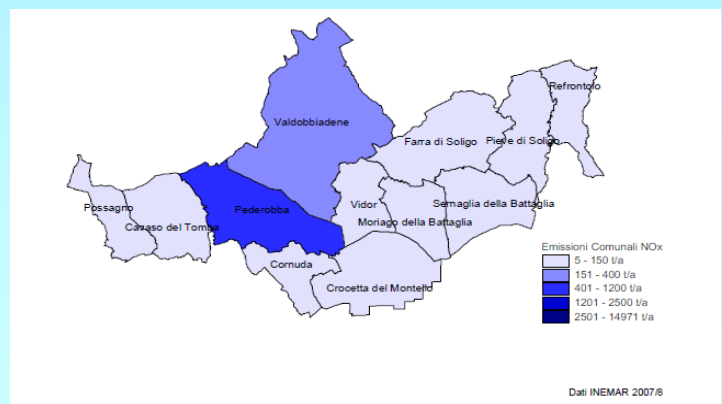 Refrontolo
Valdobbiadene
Farra di Soligo
Pieve di Soligo
Possagno
Cavaso del Tomba
Pederobba
Vidor
Sernaglia della Battaglia
Moriago della Battaglia
Cornuda
Crocetta del Montello
Emissioni Comunali NOx
5 - 150 t/a
151 - 400 t/a
401 - 1200 t/a
1201 - 2500 t/a
2501 - 14971 t/a
Dati INEMAR 2007/8